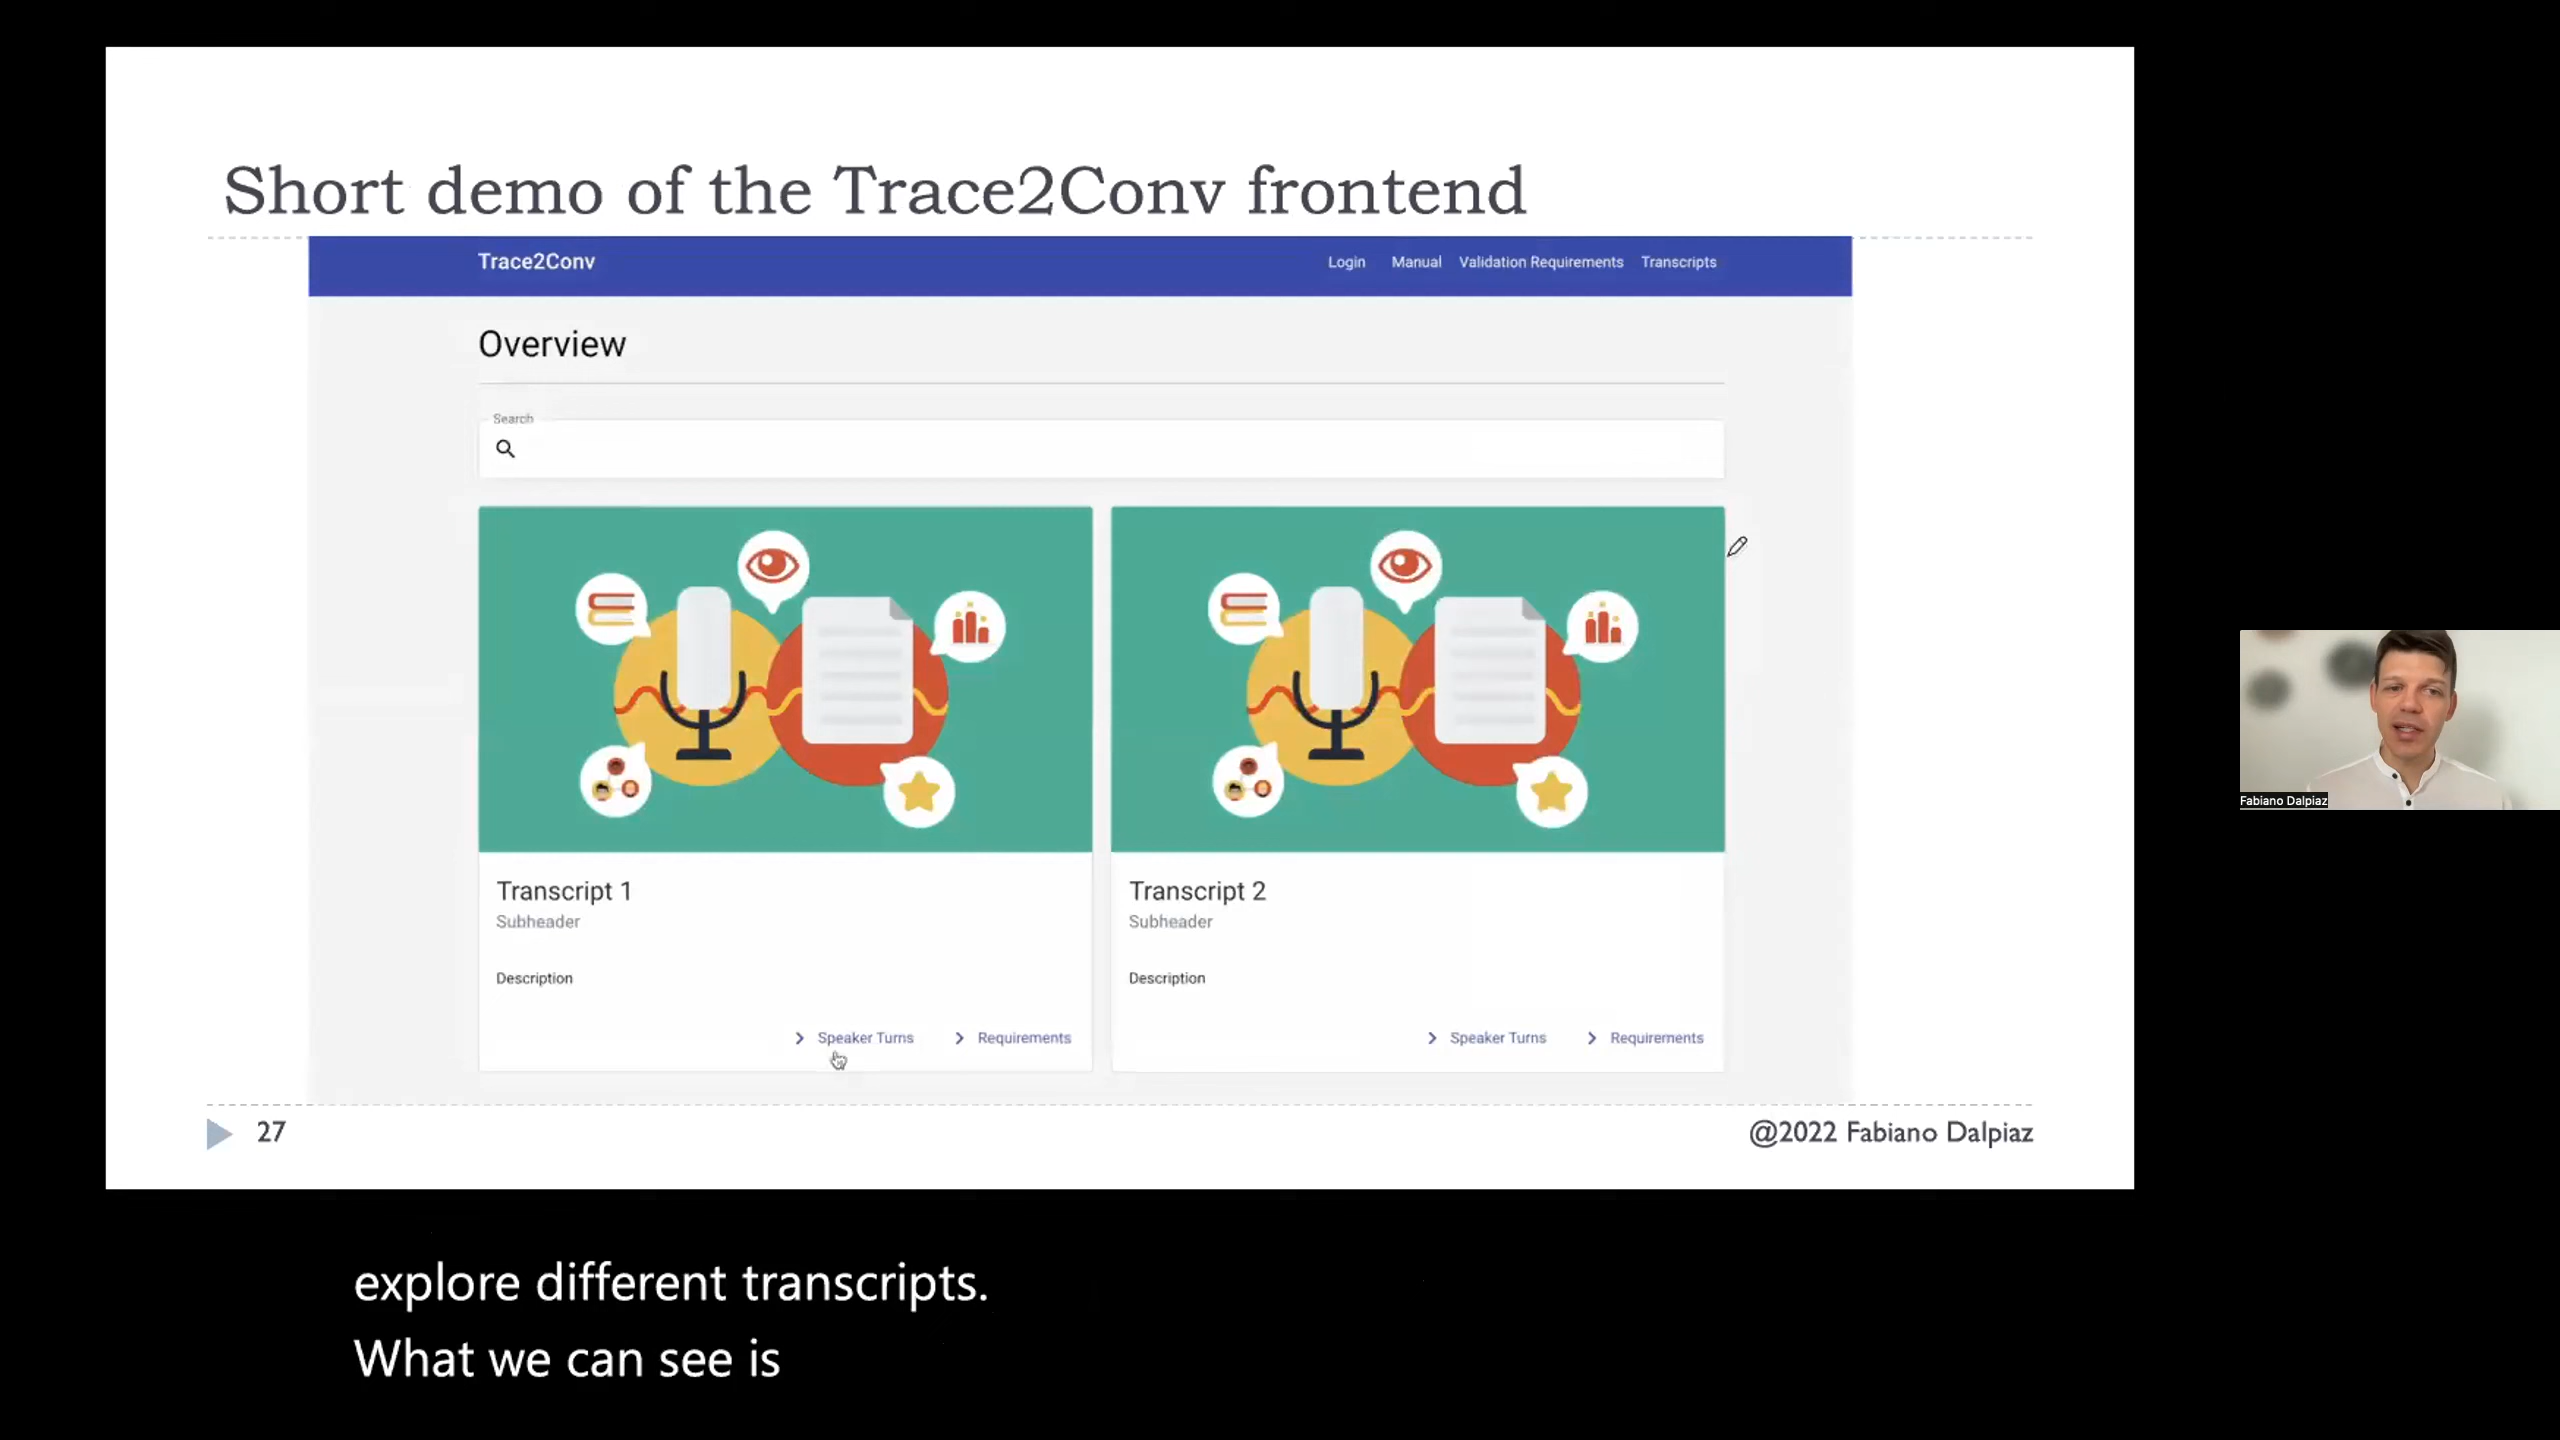 Short demo of the Trace2Conv frontend
Trace2Conv
Login Manual Validation Requirements Transcripts
Overview
Search
Transcript 1
Subheader
Description
Speaker Turns Requirements
Transcript 2
Subheader
Description
Speaker Turns Requirements
27
@2022 Fabiano Dalpiaz
Fabiano Dalpiaz
explore different transcripts.
What we can see is